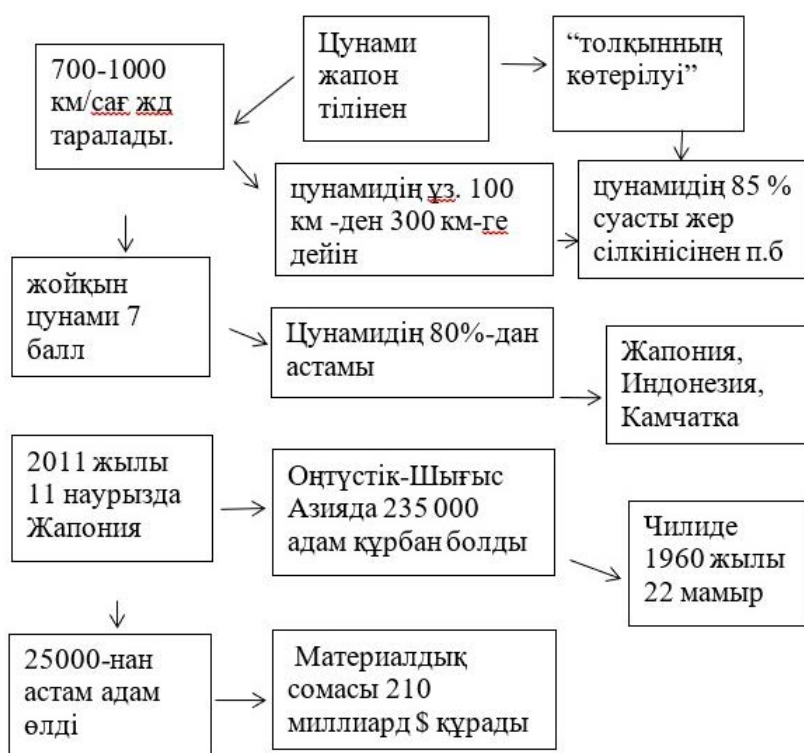 700-1000
км/сағ жд
таралады.
Цунами
жапон
тілінен
“толқынның
көтерілуі”
цунамидің ұз. 100
км -ден 300 км-ге
дейін
цунамидің 85 %
суасты жер
сілкінісінен п.б
жойқын
цунами 7
балл
Цунамидің 80%-дан
астамы
Жапония,
Индонезия,
Камчатка
2011 жылы
11 наурызда
Жапония
Оңтүстік-Шығыс
Азияда 235 000
адам құрбан болды
Чилиде
1960 жылы
22 мамыр
25000-нан
астам адам
өлді
Материалдық
сомасы 210
миллиард $ құрады